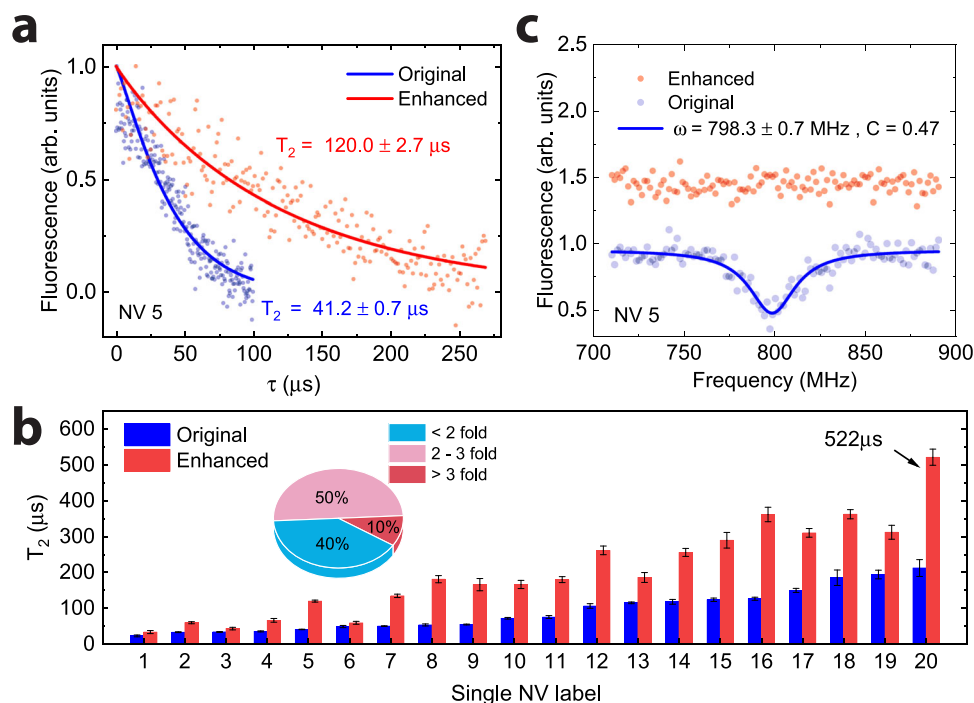 a
Fluorescence (arb. units)
1.0
0.5
0.0
Original
Enhanced
T2 = 120.0 ± 2.7 μs
T2 = 41.2 ± 0.7 μs
NV 5
0 50 100 150 200 250
τ (μs)
c
Fluorescence (arb. units)
2.5
2.0
1.5
1.0
0.5
Enhanced
Original
ω = 798.3 ± 0.7 MHz , C = 0.47
NV 5
700 750 800 850 900
Frequency (MHz)
b
T2 (μs)
600
500
400
300
200
100
0
Original
Enhanced
< 2 fold
2 - 3 fold
> 3 fold
50%
10%
40%
522μs
1 2 3 4 5 6 7 8 9 10 11 12 13 14 15 16 17 18 19 20
Single NV label